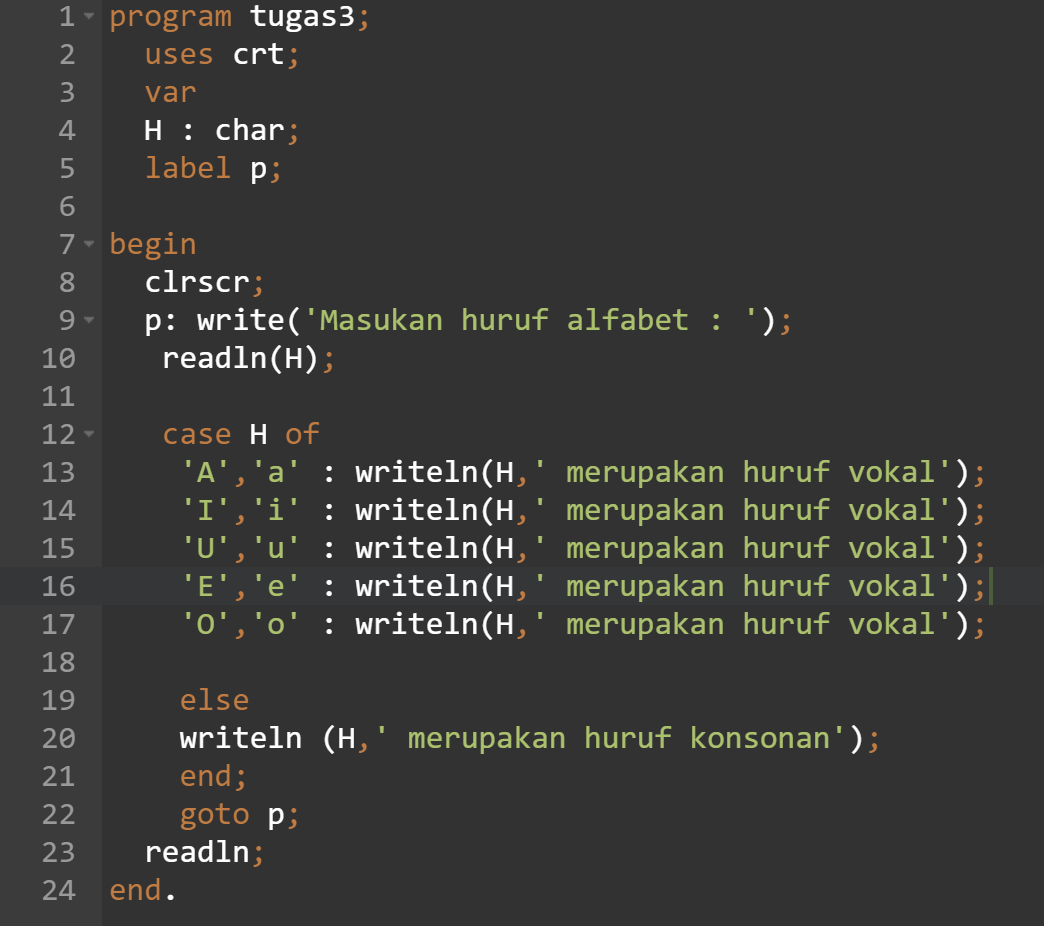 1 program tugas3;
2 uses crt;
3 var
4 H : char;
5 label p;
6
7 begin
8 clrscr;
9 p: write('Masukan huruf alfabet : ');
10 readln(H);
11
12 case H of
13 'A','a' : writeln(H,' merupakan huruf vokal');
14 'I','i' : writeln(H,' merupakan huruf vokal');
15 'U','u' : writeln(H,' merupakan huruf vokal');
16 'E','e' : writeln(H,' merupakan huruf vokal');
17 'O','o' : writeln(H,' merupakan huruf vokal');
18
19 else
20 writeln (H,' merupakan huruf konsonan');
21 end;
22 goto p;
23 readln;
24 end.